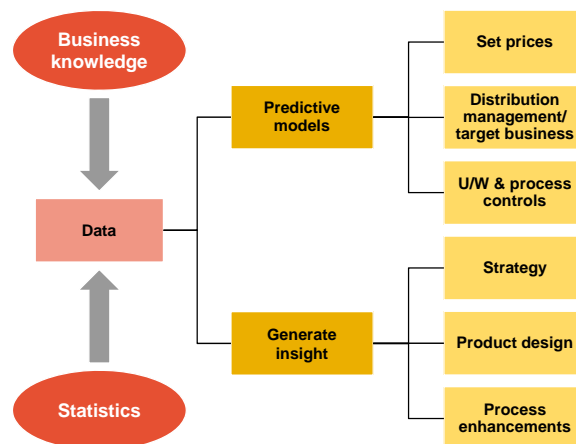 Business
knowledge
Data
Statistics
Predictive
models
Generate
insight
Set prices
Distribution
management/
target business
U/W & process
controls
Strategy
Product design
Process
enhancements